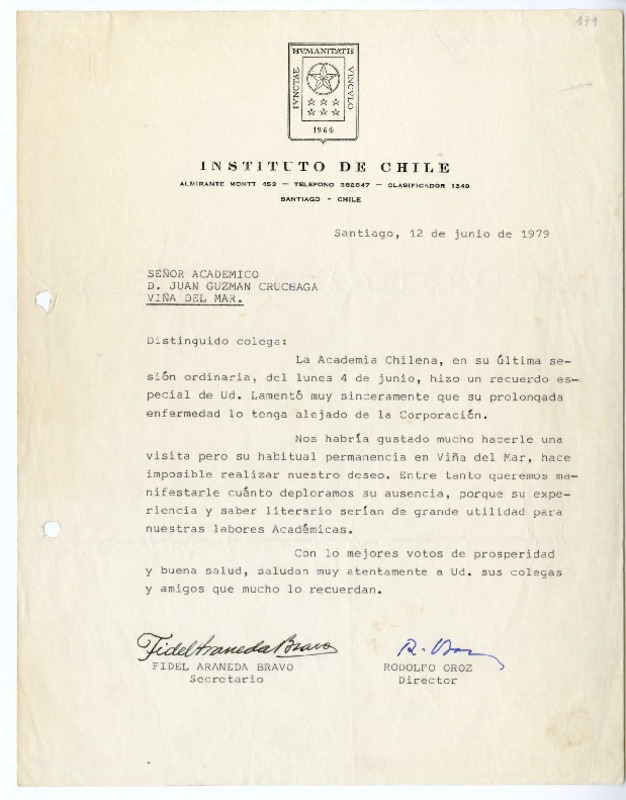 191
HVMANITATIS
IVNCTAE
VINCVLO
1964
INSTITUTO DE CHILE
ALMIRANTE MONTT 453 — TELEFONO 382847 — CLASIFICADOR 1349
SANTIAGO - CHILE
Santiago, 12 de junio de 1979
SEÑOR ACADEMICO
D. JUAN GUZMAN CRUCHAGA
VIÑA DEL MAR.
Distinguido colega:
La Academia Chilena, en su última se-
sión ordinaria, del lunes 4 de junio, hizo un recuerdo es-
pecial de Ud. Lamentó muy sinceramente que su prolongada
enfermedad lo tenga alejado de la Corporación.
Nos habría gustado mucho hacerle una
visita pero su habitual permanencia en Viña del Mar, hace
imposible realizar nuestro deseo. Entre tanto queremos ma-
nifestarle cuánto deploramos su ausencia, porque su expe-
riencia y saber literario serían de grande utilidad para
nuestras labores Académicas.
Con lo mejores votos de prosperidad
y buena salud, saludan muy atentamente a Ud. sus colegas
y amigos que mucho lo recuerdan.
Fidel Araneda Bravo R. Oroz
FIDEL ARANEDA BRAVO RODOLFO OROZ
Secretario Director